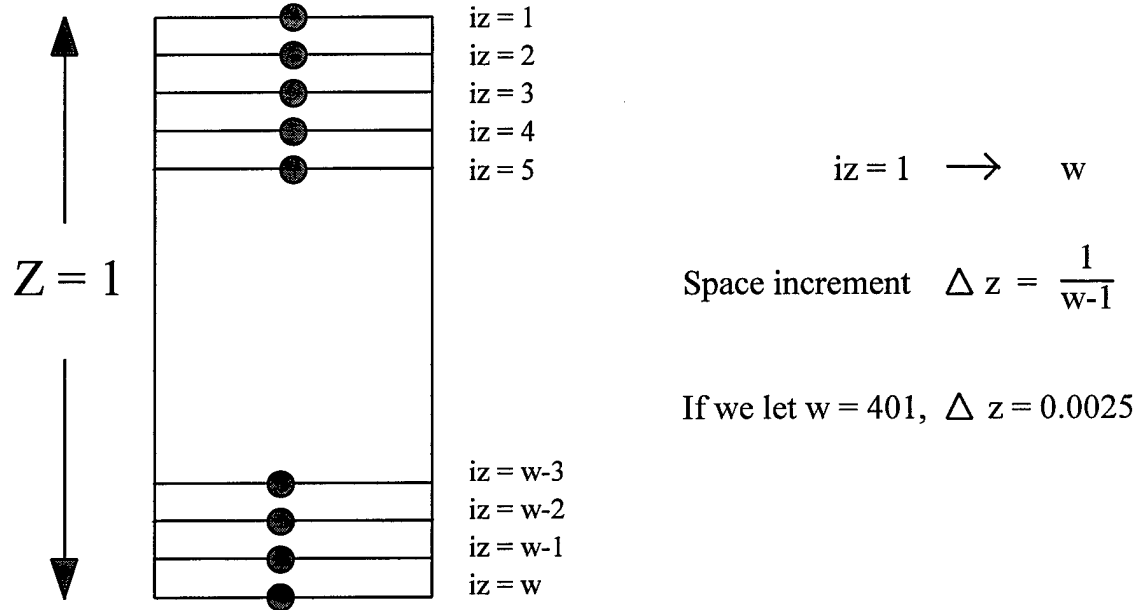 iz = 1
iz = 2
iz = 3
iz = 4
iz = 5
Z = 1
iz = w-3
iz = w-2
iz = w-1
iz = w
iz = 1 → w
Space increment Δ z = 1/w-1
If we let w = 401, Δ z = 0.0025